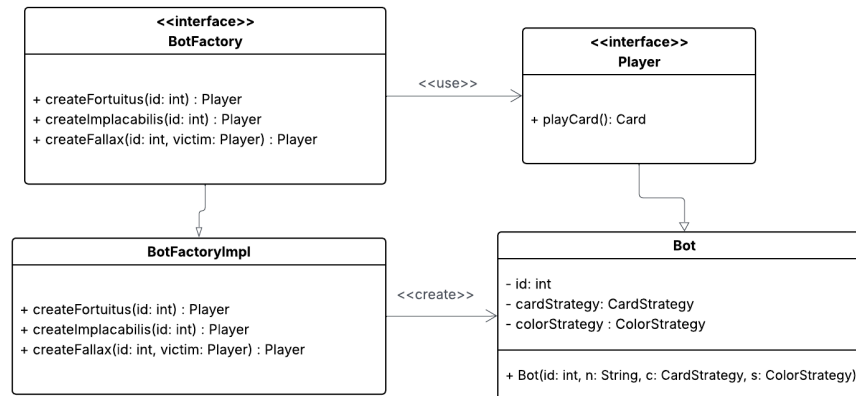 <<interface>>
BotFactory
+ createFortuitus(id: int) : Player
+ createImplacabilis(id: int) : Player
+ createFallax(id: int, victim: Player) : Player
<<use>>
<<interface>>
Player
+ playCard(): Card
BotFactoryImpl
+ createFortuitus(id: int) : Player
+ createImplacabilis(id: int) : Player
+ createFallax(id: int, victim: Player) : Player
<<create>>
Bot
- id: int
- cardStrategy: CardStrategy
- colorStrategy : ColorStrategy
+ Bot(id: int, n: String, c: CardStrategy, s: ColorStrategy)